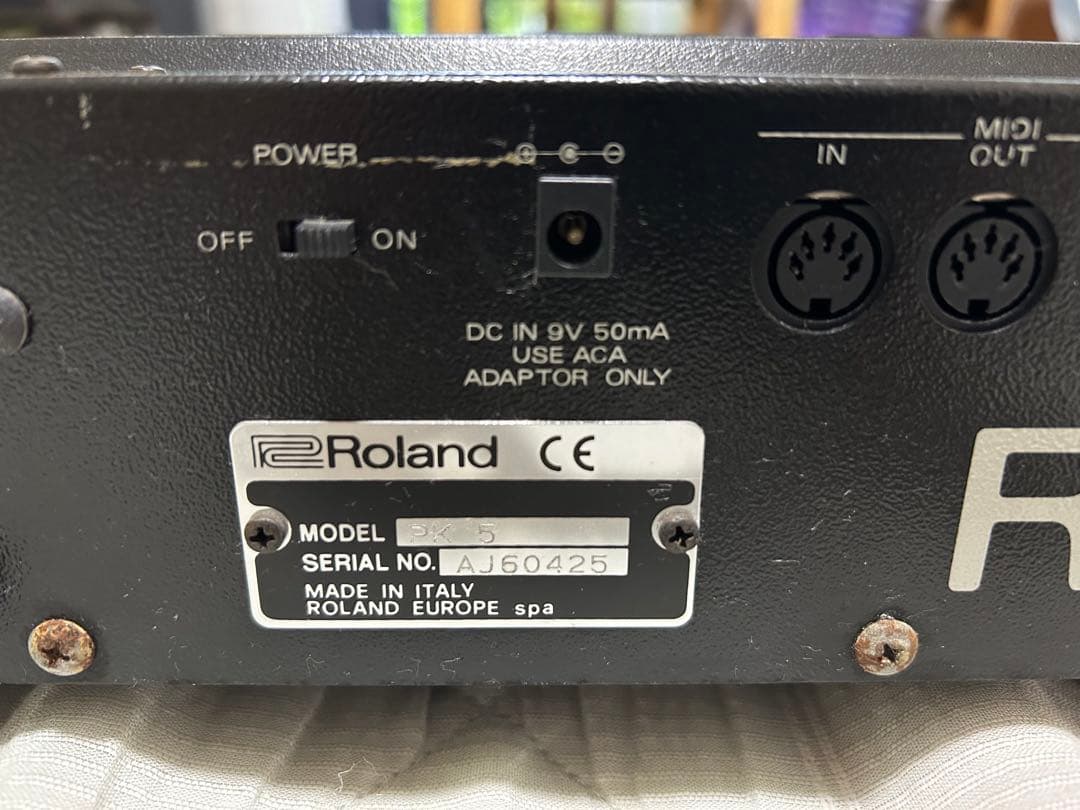 POWER
OFF
ON
DC IN 9V 50mA
USE ACA
ADAPTOR ONLY
MIDI
IN
OUT
Roland CE
MODEL PK 5
SERIAL NO. AJ60425
MADE IN ITALY
ROLAND EUROPE spa
R